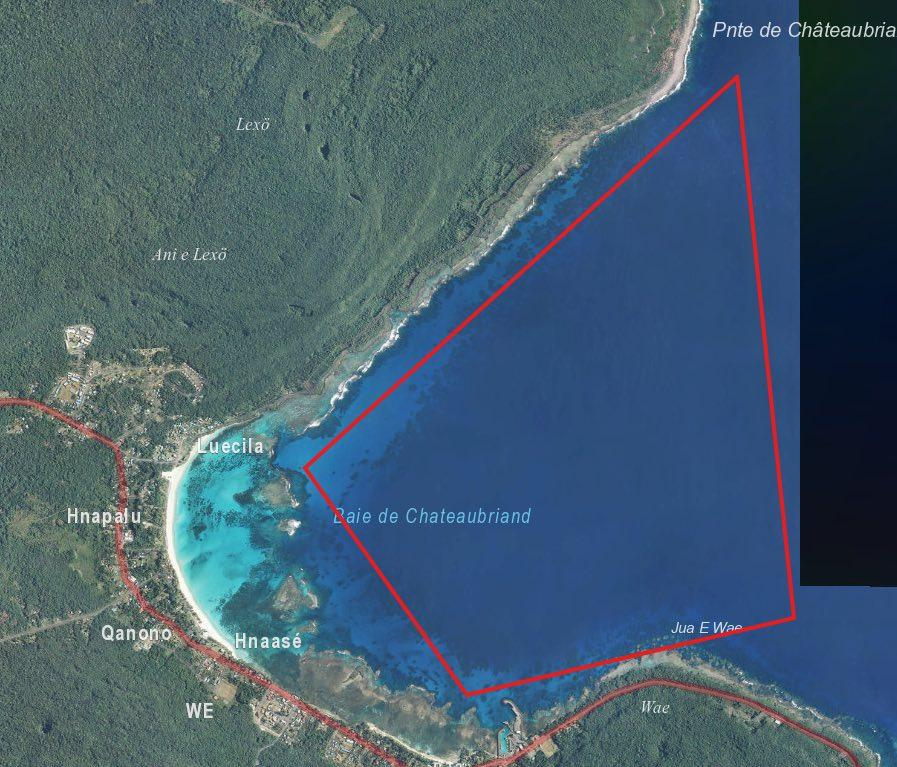 Pnte de Châteaubria
Lexö
Ani e Lexö
Luecila
Hnapalu
Baie de Chateaubriand
Qanono
Hnaasé
Jua E Wae
WE
Wae